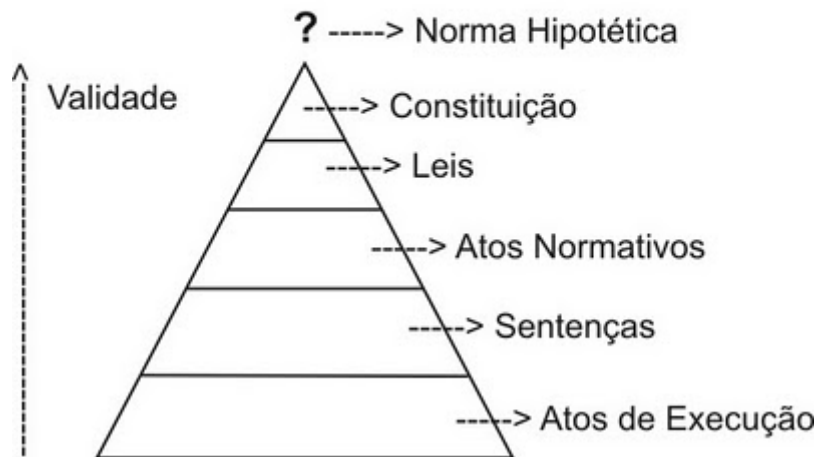 ? -----> Norma Hipotética
Validade
-----> Constituição
-----> Leis
-----> Atos Normativos
-----> Sentenças
-----> Atos de Execução